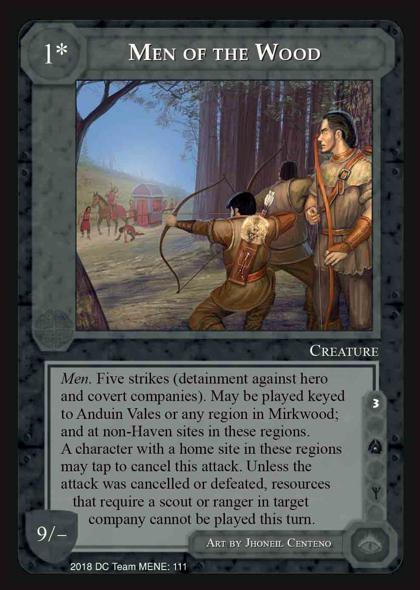 1*
MEN OF THE WOOD
CREATURE
Men. Five strikes (detainment against hero
and covert companies). May be played keyed
to Anduin Vales or any region in Mirkwood;
and at non-Haven sites in these regions.
A character with a home site in these regions
may tap to cancel this attack. Unless the
attack was cancelled or defeated, resources
that require a scout or ranger in target
company cannot be played this turn.
3
9/–
ART BY JHONEIL CENTENO
2018 DC Team MENE: 111